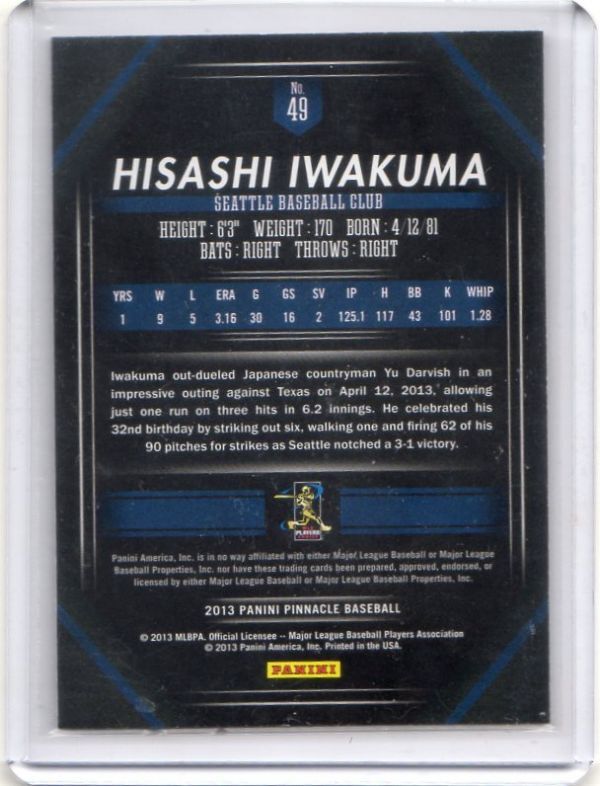 No.
49
HISASHI IWAKUMA
SEATTLE BASEBALL CLUB
HEIGHT : 6'3" WEIGHT : 170 BORN : 4/12/81
BATS : RIGHT THROWS : RIGHT
YRS W L ERA G GS SV IP H BB K WHIP
1 9 5 3.16 30 16 2 125.1 117 43 101 1.28
Iwakuma out-dueled Japanese countryman Yu Darvish in an
impressive outing against Texas on April 12, 2013, allowing
just one run on three hits in 6.2 innings. He celebrated his
32nd birthday by striking out six, walking one and firing 62 of his
90 pitches for strikes as Seattle notched a 3-1 victory.
PLAYERS
Panini America, Inc. is in no way affiliated with either Major League Baseball or Major League
Baseball Properties, Inc. nor have these trading cards been prepared, approved, endorsed, or
licensed by either Major League Baseball or Major League Baseball Properties, Inc.
2013 PANINI PINNACLE BASEBALL
© 2013 MLBPA. Official Licensee -- Major League Baseball Players Association
© 2013 Panini America, Inc. Printed in the USA.
PANINI